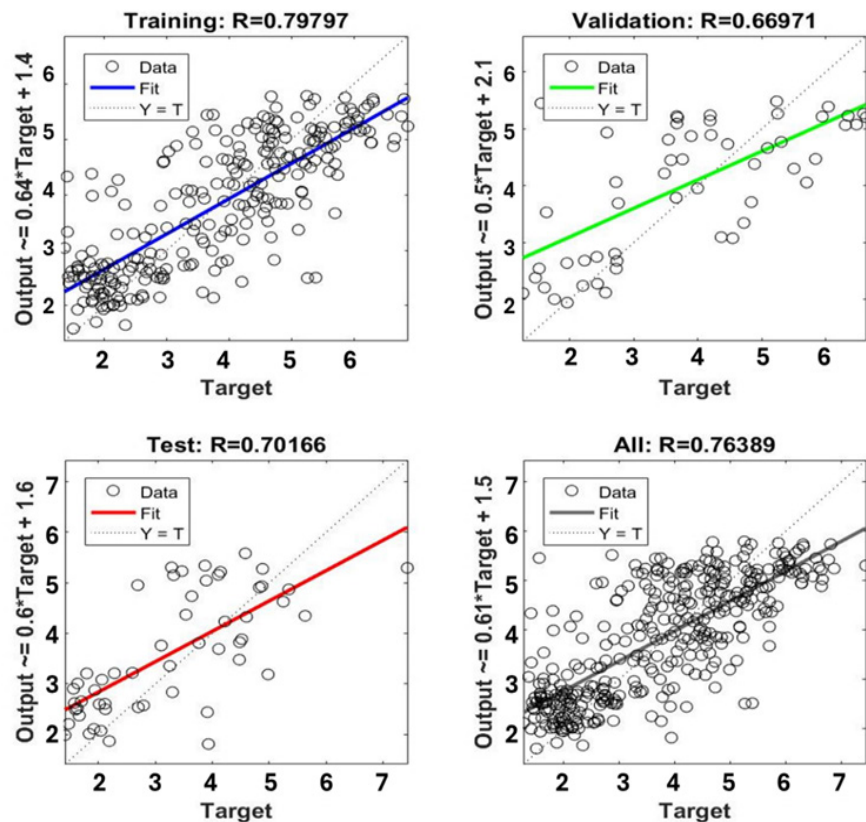 Training: R=0.79797
Output ~= 0.64*Target + 1.4
6
5
4
3
2
Data
Fit
Y = T
2 3 4 5 6
Target
Validation: R=0.66971
Output ~= 0.5*Target + 2.1
6
5
4
3
2
Data
Fit
Y = T
2 3 4 5 6
Target
Test: R=0.70166
Output ~= 0.6*Target + 1.6
7
6
5
4
3
2
Data
Fit
Y = T
2 3 4 5 6 7
Target
All: R=0.76389
Output ~= 0.61*Target + 1.5
7
6
5
4
3
2
Data
Fit
Y = T
2 3 4 5 6 7
Target